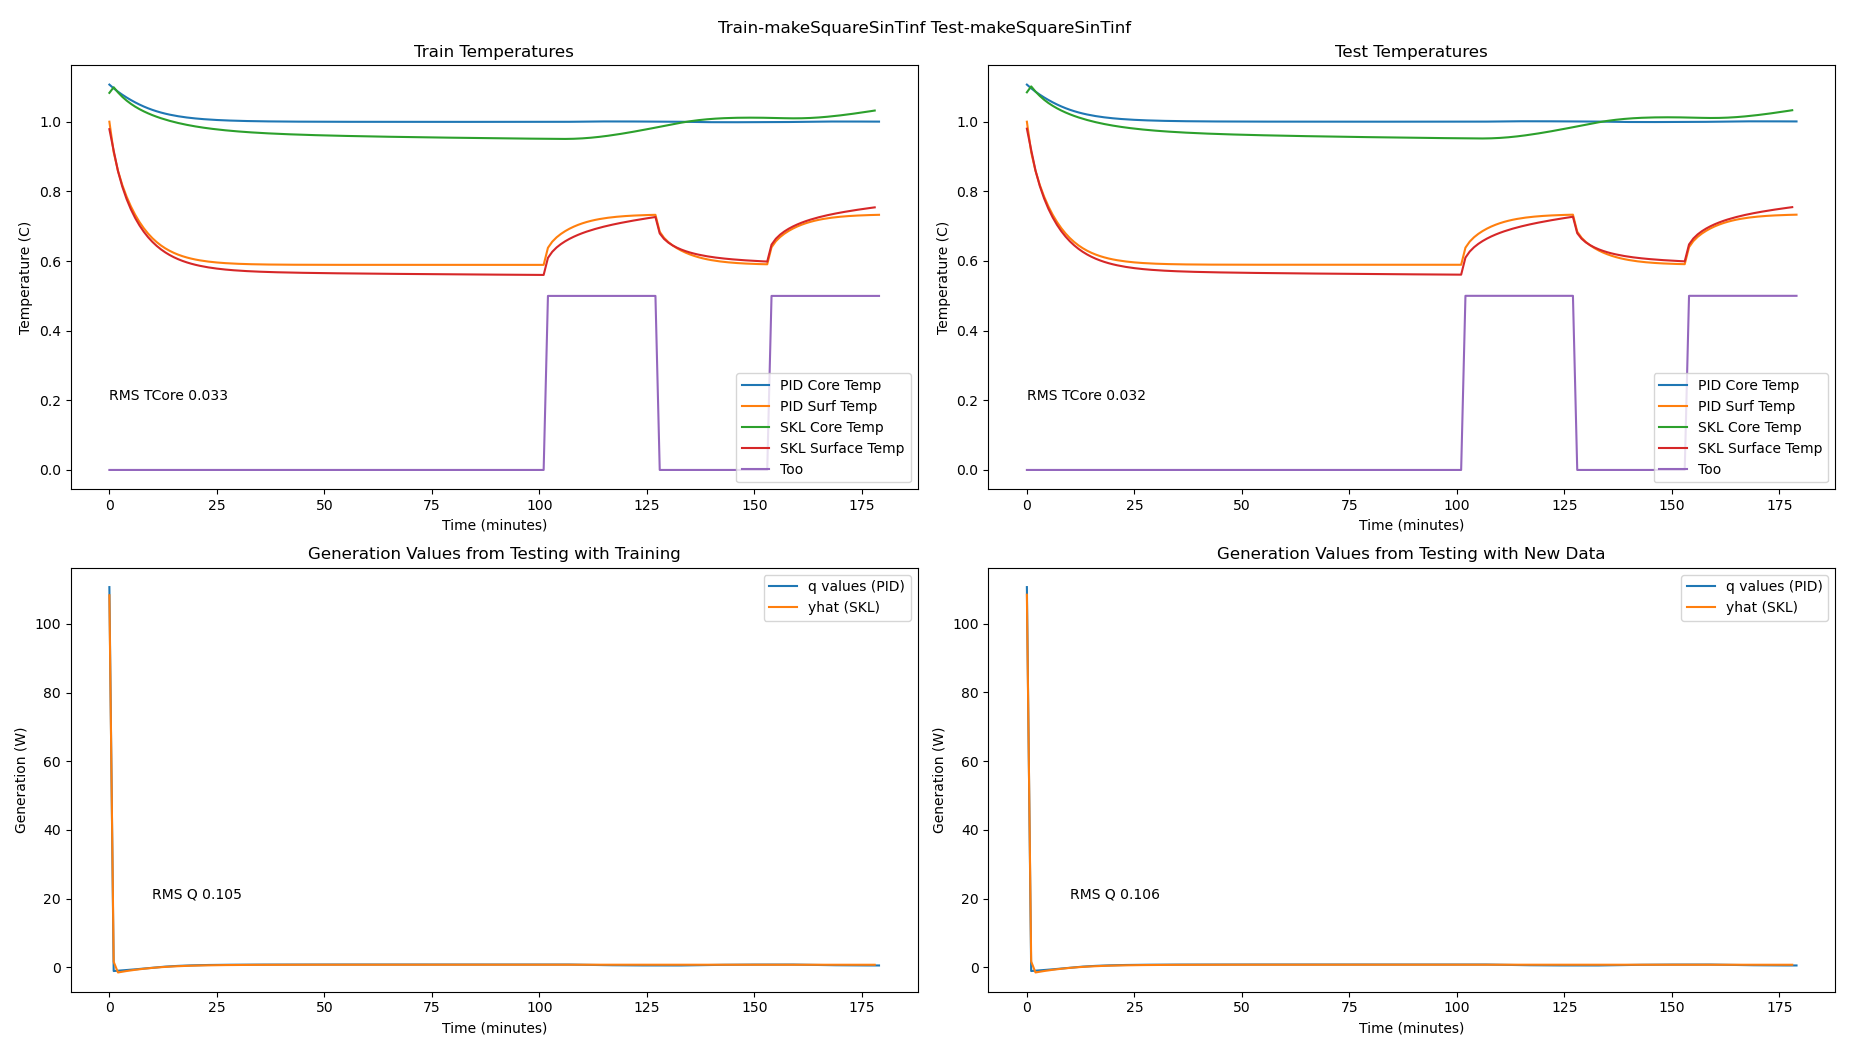 Train-makeSquareSinTinf Test-makeSquareSinTinf
Train Temperatures
Temperature (C)
1.0
0.8
0.6
0.4
0.2
0.0
RMS TCore 0.033
PID Core Temp
PID Surf Temp
SKL Core Temp
SKL Surface Temp
Too
0 25 50 75 100 125 150 175
Time (minutes)
Test Temperatures
Temperature (C)
1.0
0.8
0.6
0.4
0.2
0.0
RMS TCore 0.032
PID Core Temp
PID Surf Temp
SKL Core Temp
SKL Surface Temp
Too
0 25 50 75 100 125 150 175
Time (minutes)
Generation Values from Testing with Training
Generation (W)
100
80
60
40
20
0
q values (PID)
yhat (SKL)
RMS Q 0.105
0 25 50 75 100 125 150 175
Time (minutes)
Generation Values from Testing with New Data
Generation (W)
100
80
60
40
20
0
q values (PID)
yhat (SKL)
RMS Q 0.106
0 25 50 75 100 125 150 175
Time (minutes)